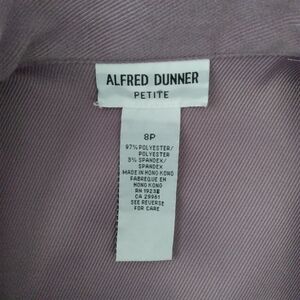 ALFRED DUNNER
PETITE
8P
97% POLYESTER/
POLYESTER
3% SPANDEX/
SPANDEX
MADE IN HONG KONG
FABRIQUE EN
HONG KONG
RN 19238
CA 29961
SEE REVERSE
FOR CARE